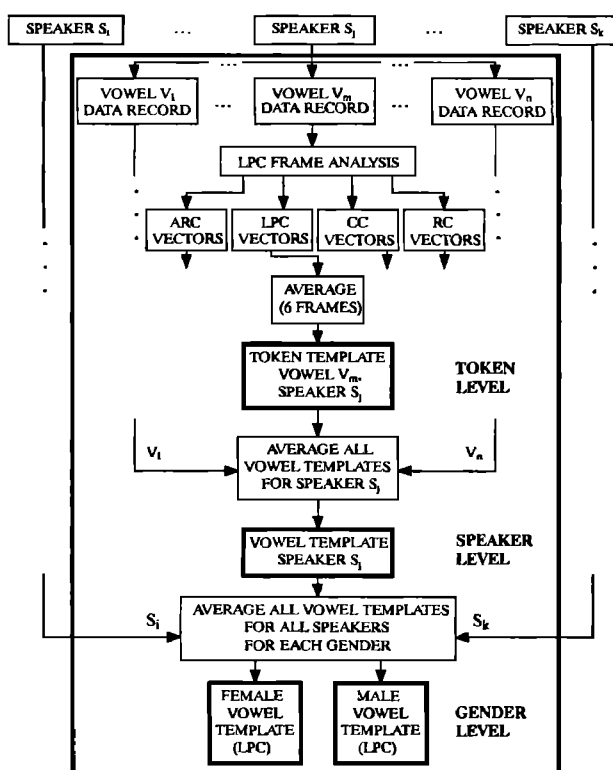 SPEAKER Sᵢ ... SPEAKER Sⱼ ... SPEAKER Sₖ
... ...
VOWEL Vᵢ ... VOWEL Vₘ ... VOWEL Vₙ
DATA RECORD DATA RECORD DATA RECORD
LPC FRAME ANALYSIS
ARC LPC CC RC
VECTORS VECTORS VECTORS VECTORS
AVERAGE
(6 FRAMES)
TOKEN TEMPLATE TOKEN
VOWEL Vₘ, LEVEL
SPEAKER Sⱼ
V₁ AVERAGE ALL Vₙ
VOWEL TEMPLATES
FOR SPEAKER Sⱼ
VOWEL TEMPLATE SPEAKER
SPEAKER Sⱼ LEVEL
Sᵢ AVERAGE ALL VOWEL TEMPLATES Sₖ
FOR ALL SPEAKERS
FOR EACH GENDER
FEMALE MALE
VOWEL VOWEL GENDER
TEMPLATE TEMPLATE LEVEL
(LPC) (LPC)